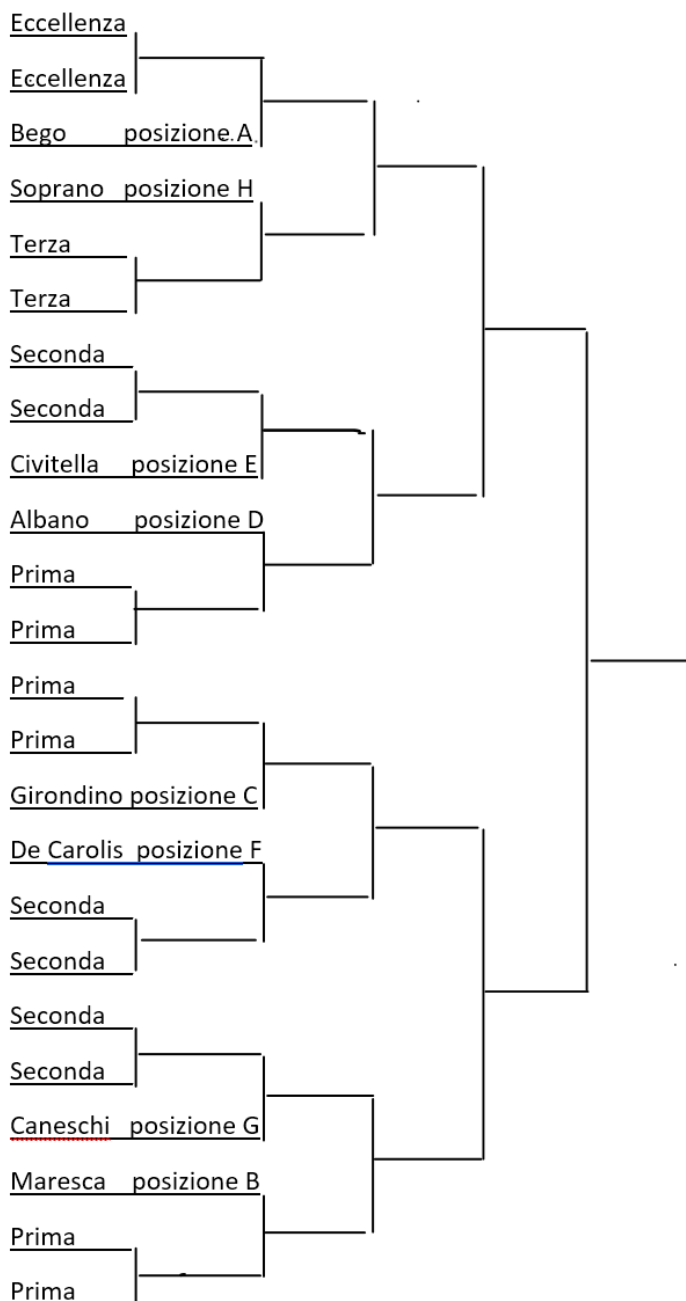 Eccellenza
Eccellenza
Bego posizione A
Soprano posizione H
Terza
Terza
Seconda
Seconda
Civitella posizione E
Albano posizione D
Prima
Prima
Prima
Prima
Girondino posizione C
De Carolis posizione F
Seconda
Seconda
Seconda
Seconda
Caneschi posizione G
Maresca posizione B
Prima
Prima